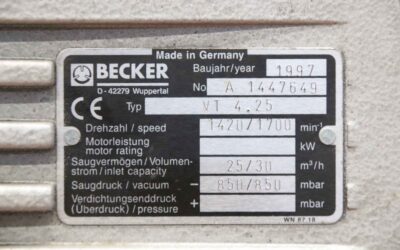 Made in Germany
BECKER
D - 42279 Wuppertal
Baujahr/year 1997
No A 1447649
CE Typ VT 4.25
Drehzahl / speed 1420/1700 min-1
Motorleistung
motor rating kW
Saugvermögen/Volumen-
strom / inlet capacity 25/30 m³/h
Saugdruck / vacuum − 850/850 mbar
Verdichtungsenddruck
(Überdruck) / pressure + mbar
WN 87 18